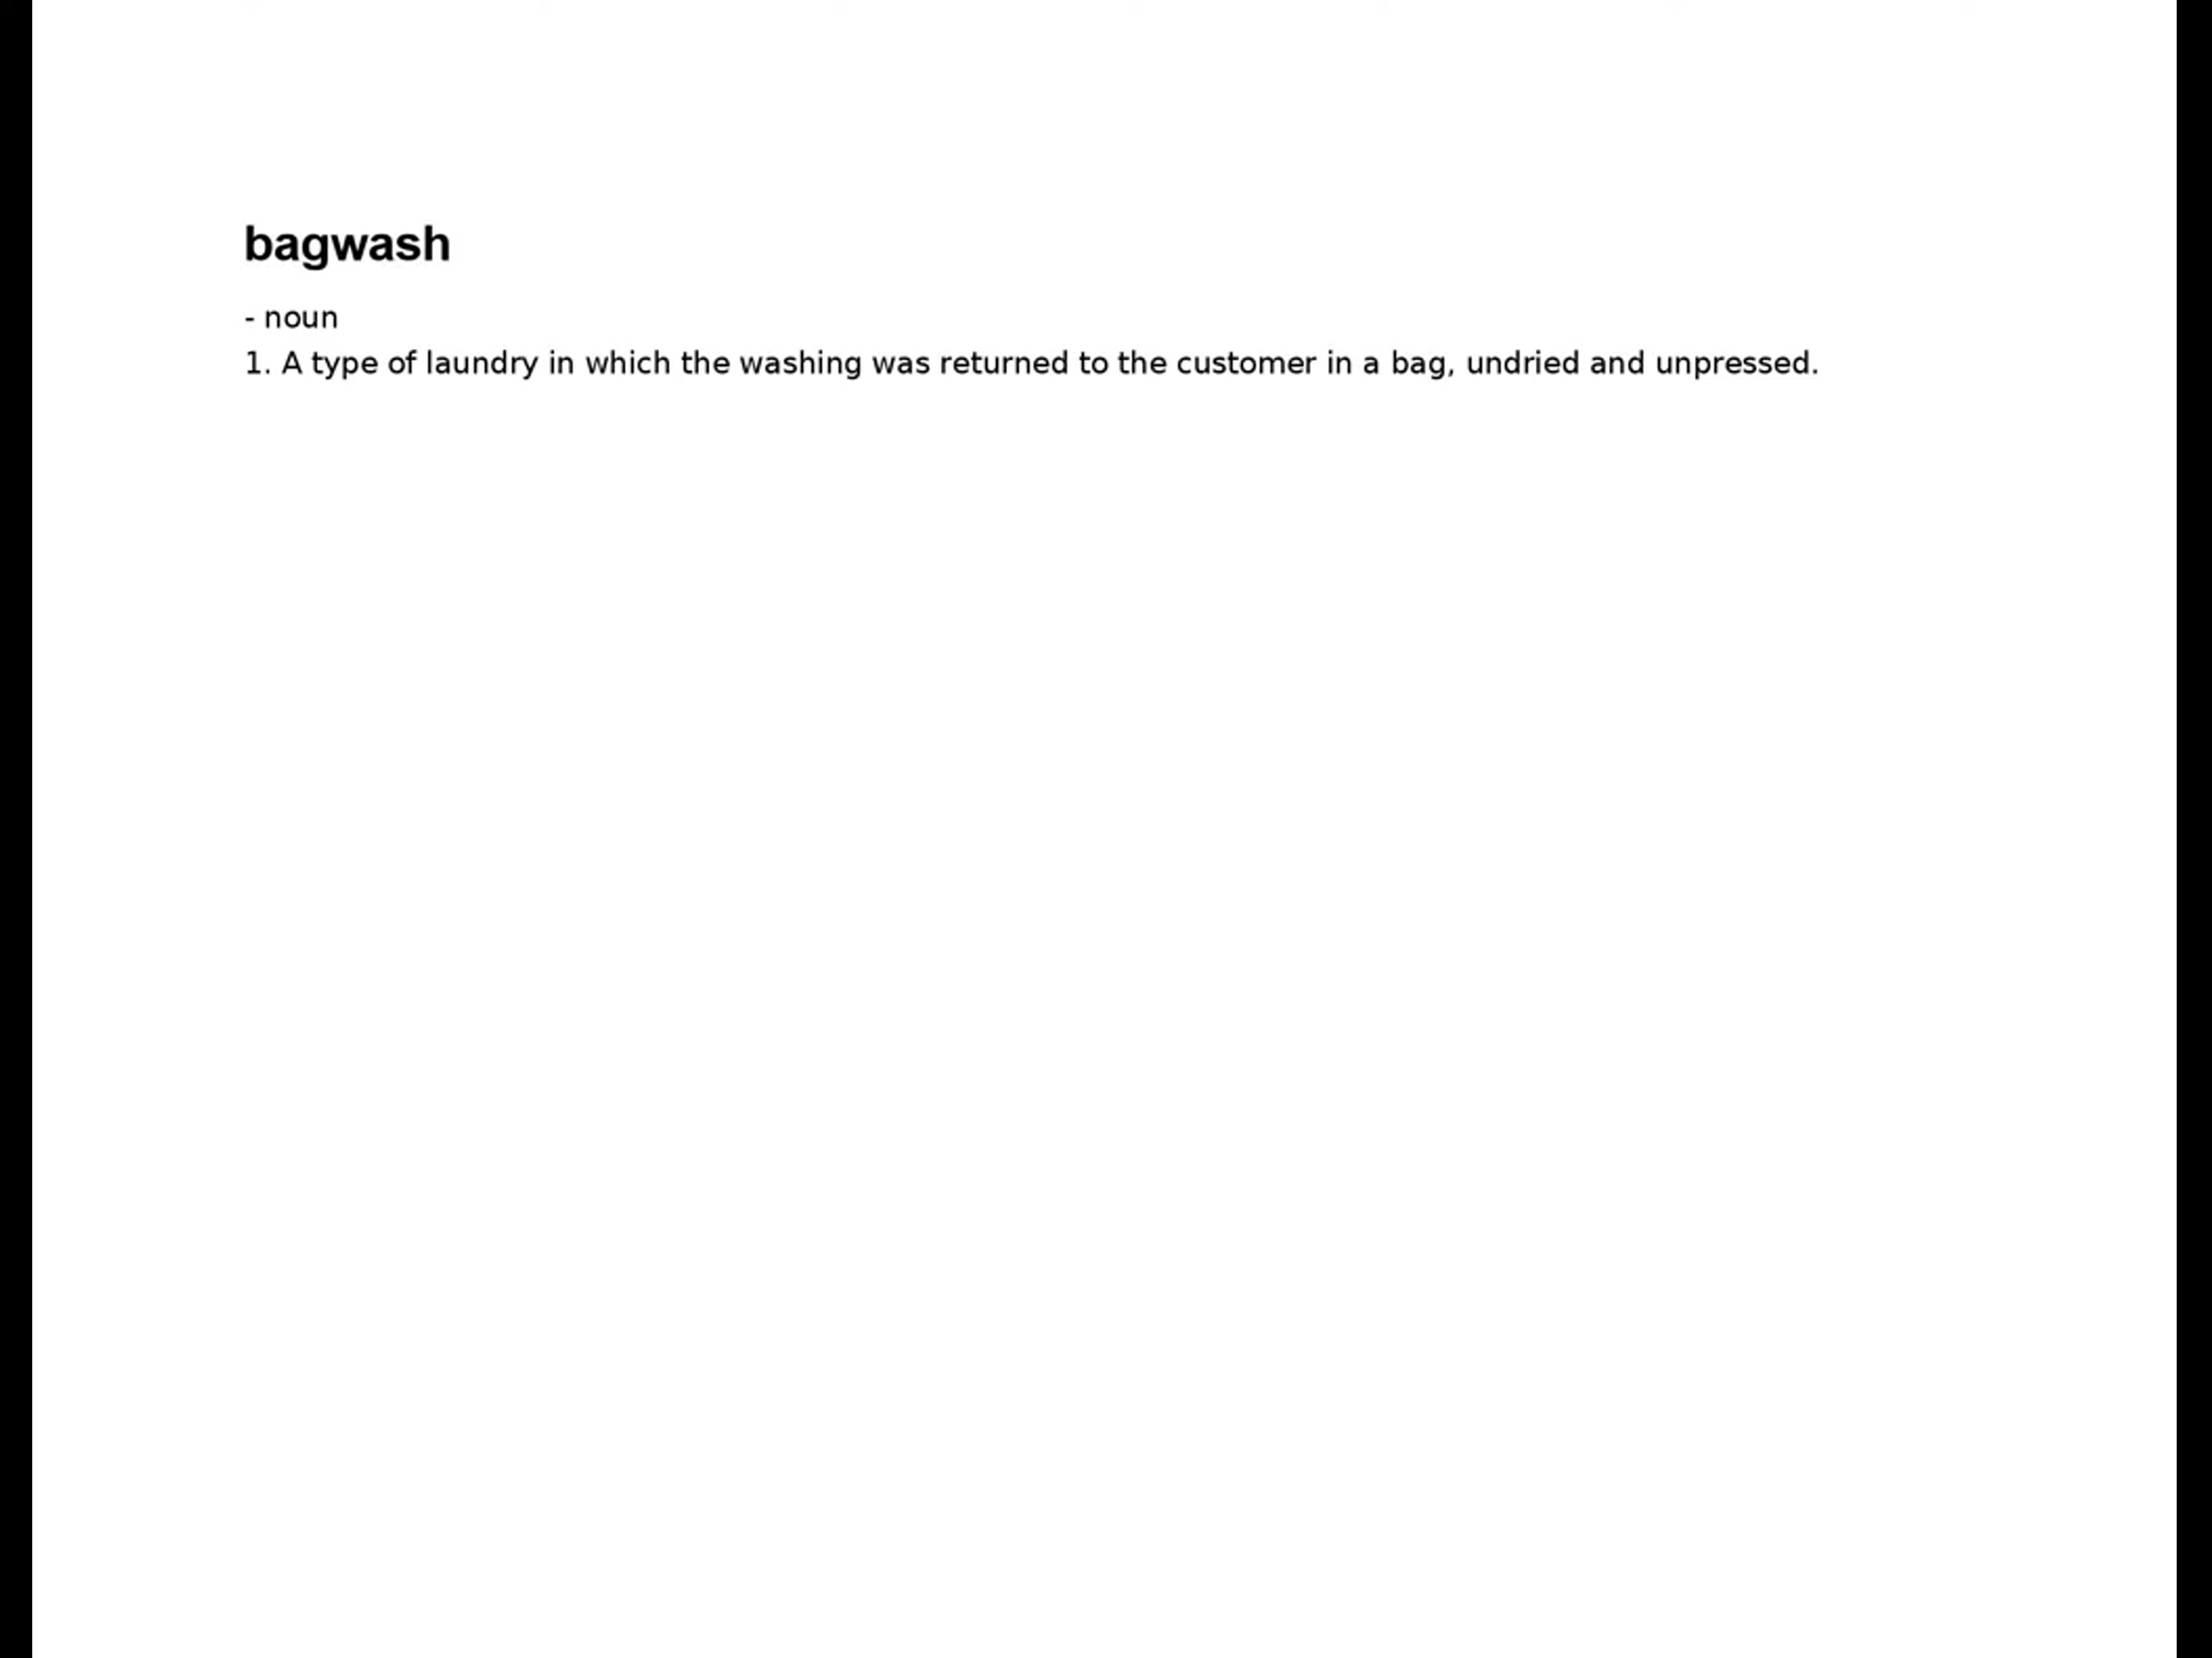 bagwash
- noun
1. A type of laundry in which the washing was returned to the customer in a bag, undried and unpressed.